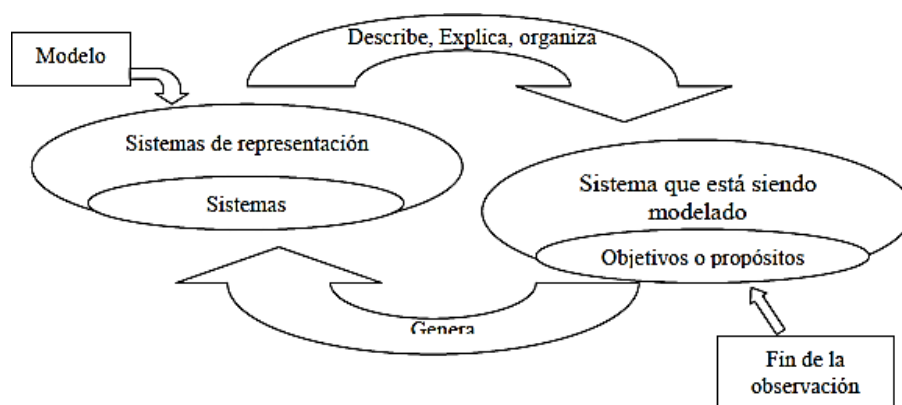 Describe, Explica, organiza
Modelo
Sistemas de representación
Sistemas
Sistema que está siendo
modelado
Objetivos o propósitos
Genera
Fin de la
observación